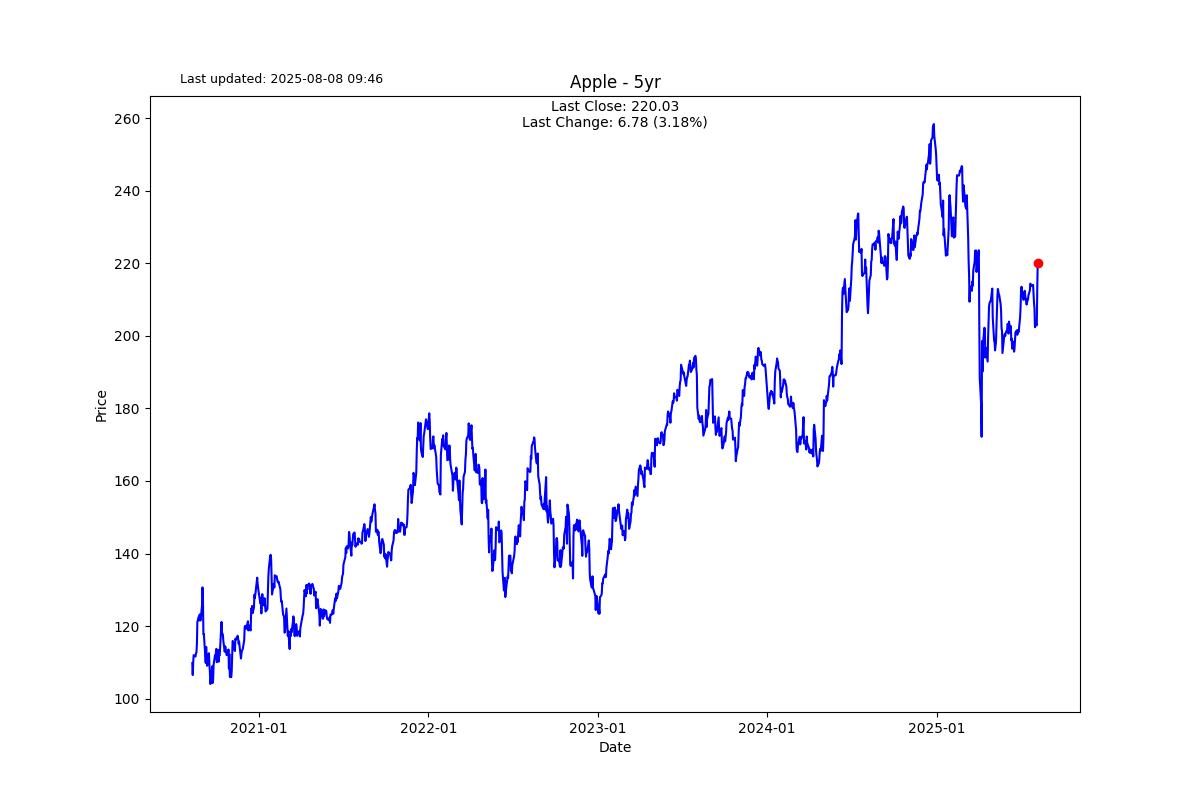 Last updated: 2025-08-08 09:46
Apple - 5yr
Last Close: 220.03
Last Change: 6.78 (3.18%)
260
240
220
200
180
160
140
120
100
Price
2021-01
2022-01
2023-01
2024-01
2025-01
Date